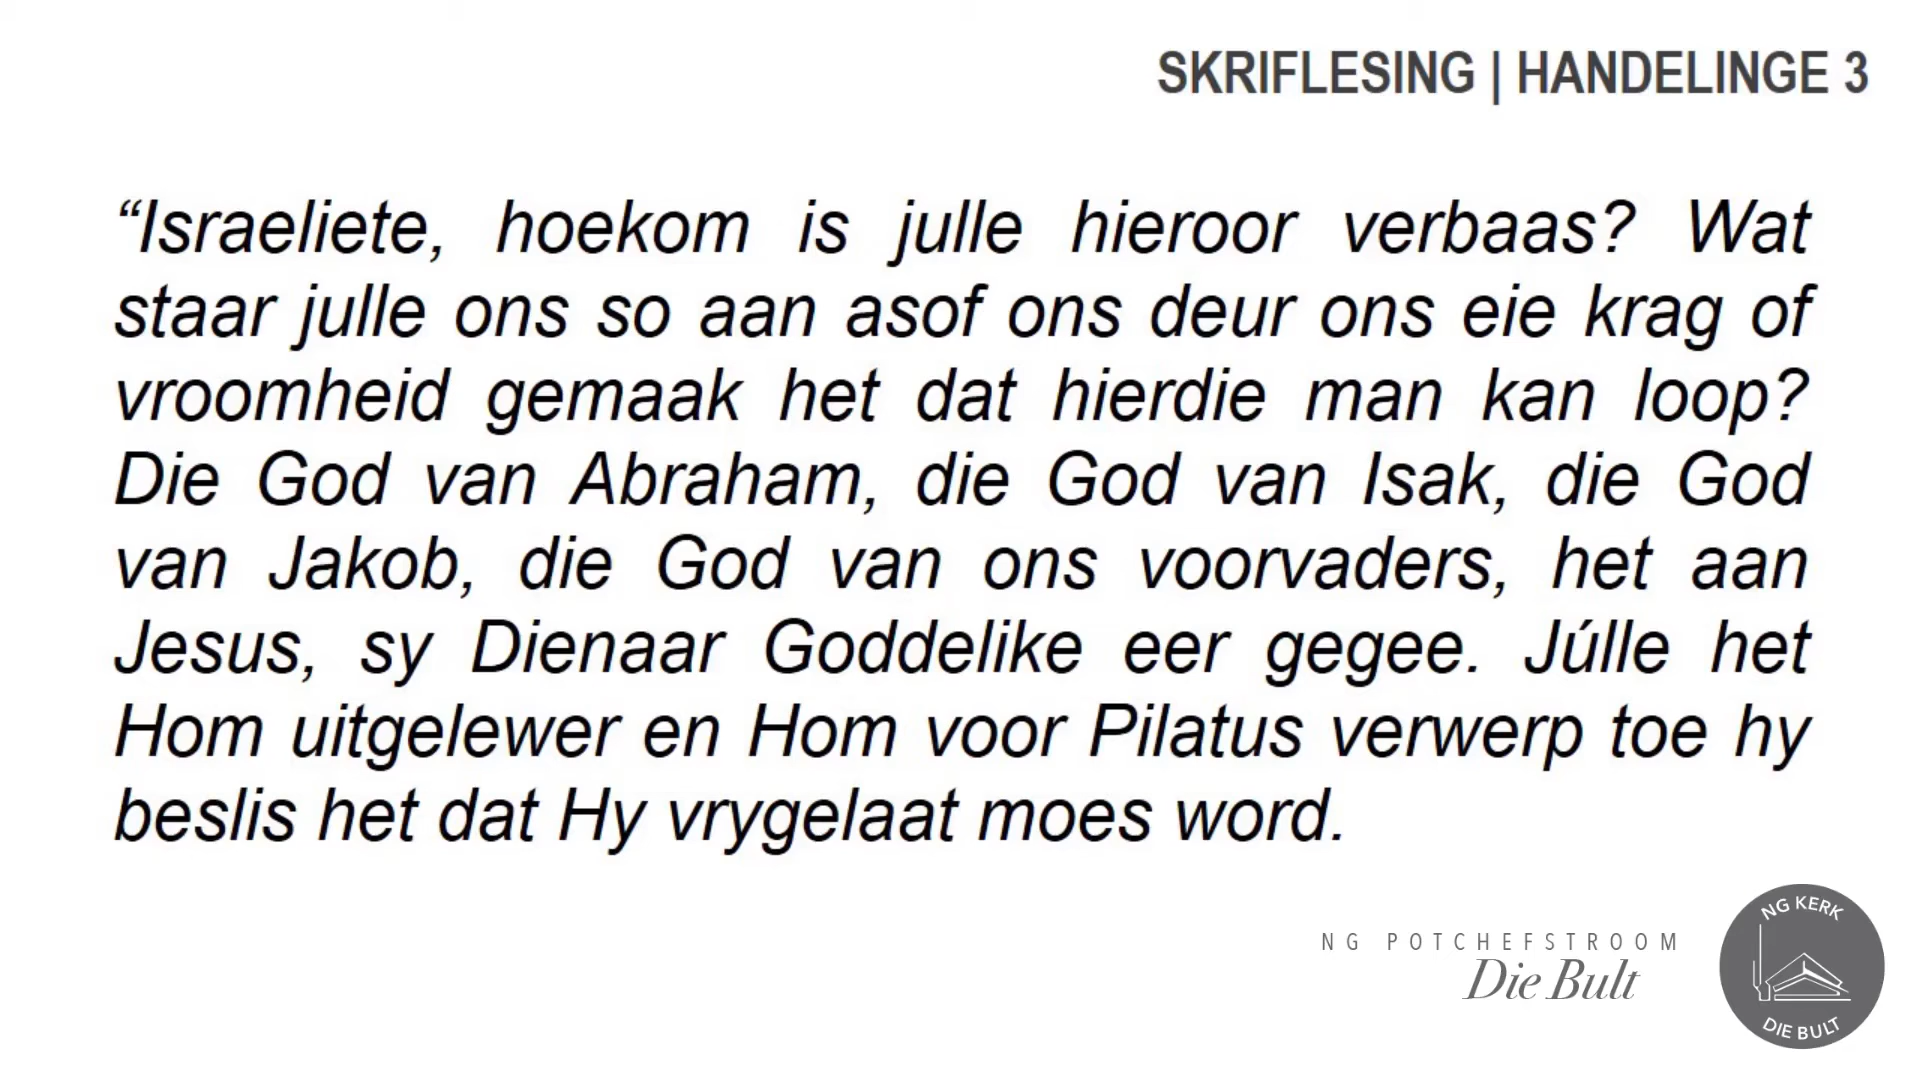 SKRIFLESING | HANDELINGE 3
“Israeliete, hoekom is julle hieroor verbaas? Wat
staar julle ons so aan asof ons deur ons eie krag of
vroomheid gemaak het dat hierdie man kan loop?
Die God van Abraham, die God van Isak, die God
van Jakob, die God van ons voorvaders, het aan
Jesus, sy Dienaar Goddelike eer gegee. Júlle het
Hom uitgelewer en Hom voor Pilatus verwerp toe hy
beslis het dat Hy vrygelaat moes word.
NG POTCHEFSTROOM
Die Bult
NG KERK
DIE BULT